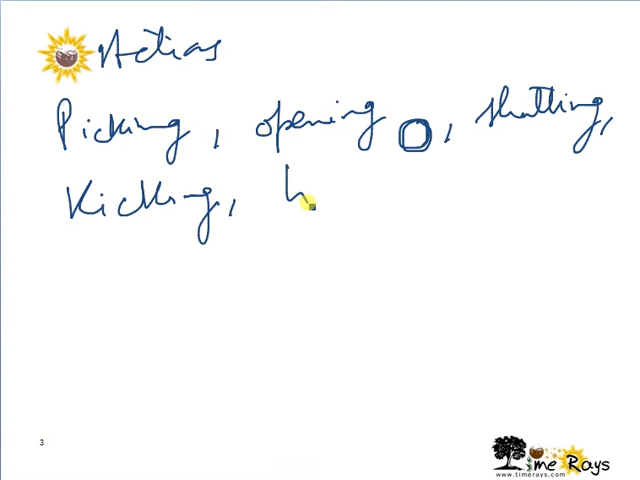 Actions
Picking, opening, shutting,
Kicking, h
3
Time Rays
www.timerays.com